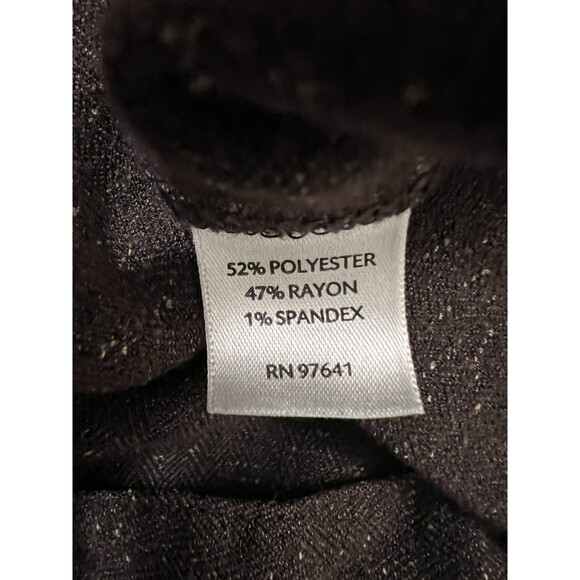 52% POLYESTER
47% RAYON
1% SPANDEX
RN 97641